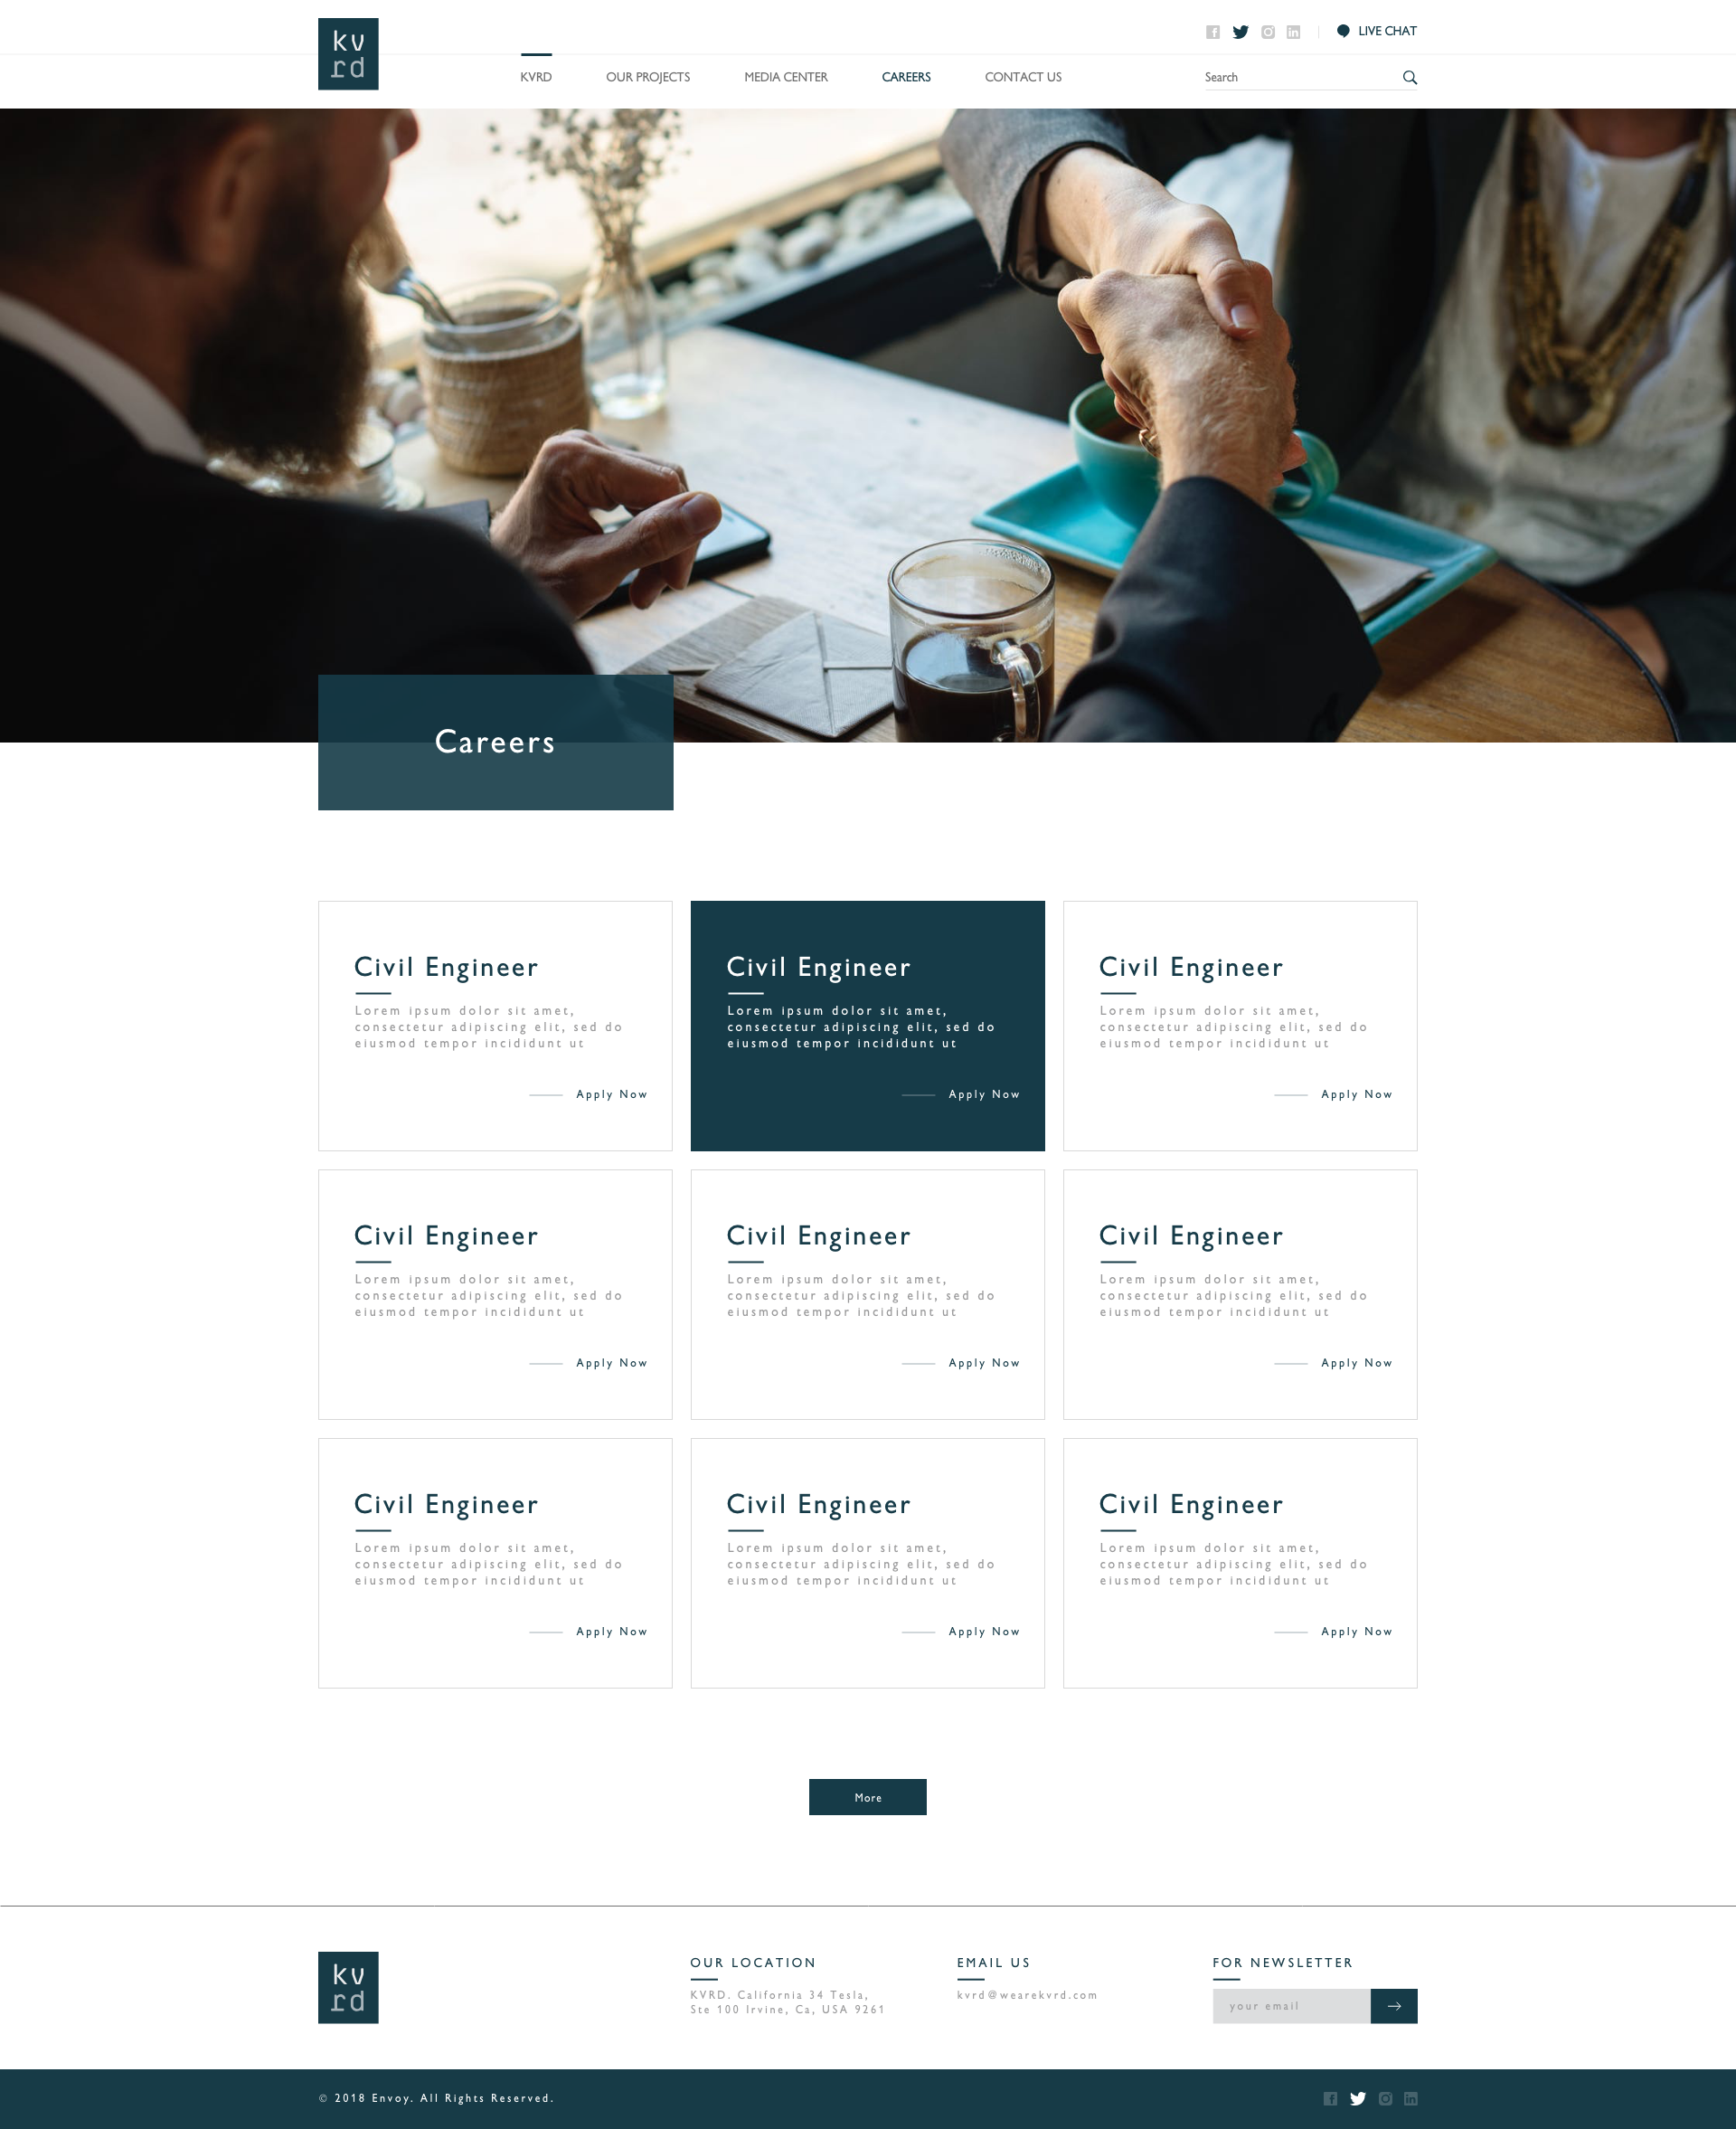 kv
rd
LIVE CHAT
KVRD OUR PROJECTS MEDIA CENTER CAREERS CONTACT US Search
Careers
Civil Engineer
Lorem ipsum dolor sit amet,
consectetur adipiscing elit, sed do
eiusmod tempor incididunt ut
Apply Now
Civil Engineer
Lorem ipsum dolor sit amet,
consectetur adipiscing elit, sed do
eiusmod tempor incididunt ut
Apply Now
Civil Engineer
Lorem ipsum dolor sit amet,
consectetur adipiscing elit, sed do
eiusmod tempor incididunt ut
Apply Now
Civil Engineer
Lorem ipsum dolor sit amet,
consectetur adipiscing elit, sed do
eiusmod tempor incididunt ut
Apply Now
Civil Engineer
Lorem ipsum dolor sit amet,
consectetur adipiscing elit, sed do
eiusmod tempor incididunt ut
Apply Now
Civil Engineer
Lorem ipsum dolor sit amet,
consectetur adipiscing elit, sed do
eiusmod tempor incididunt ut
Apply Now
Civil Engineer
Lorem ipsum dolor sit amet,
consectetur adipiscing elit, sed do
eiusmod tempor incididunt ut
Apply Now
Civil Engineer
Lorem ipsum dolor sit amet,
consectetur adipiscing elit, sed do
eiusmod tempor incididunt ut
Apply Now
Civil Engineer
Lorem ipsum dolor sit amet,
consectetur adipiscing elit, sed do
eiusmod tempor incididunt ut
Apply Now
More
kv
rd
OUR LOCATION
KVRD. California 34 Tesla,
Ste 100 Irvine, Ca, USA 9261
EMAIL US
kvrd@wearekvrd.com
FOR NEWSLETTER
your email
© 2018 Envoy. All Rights Reserved.